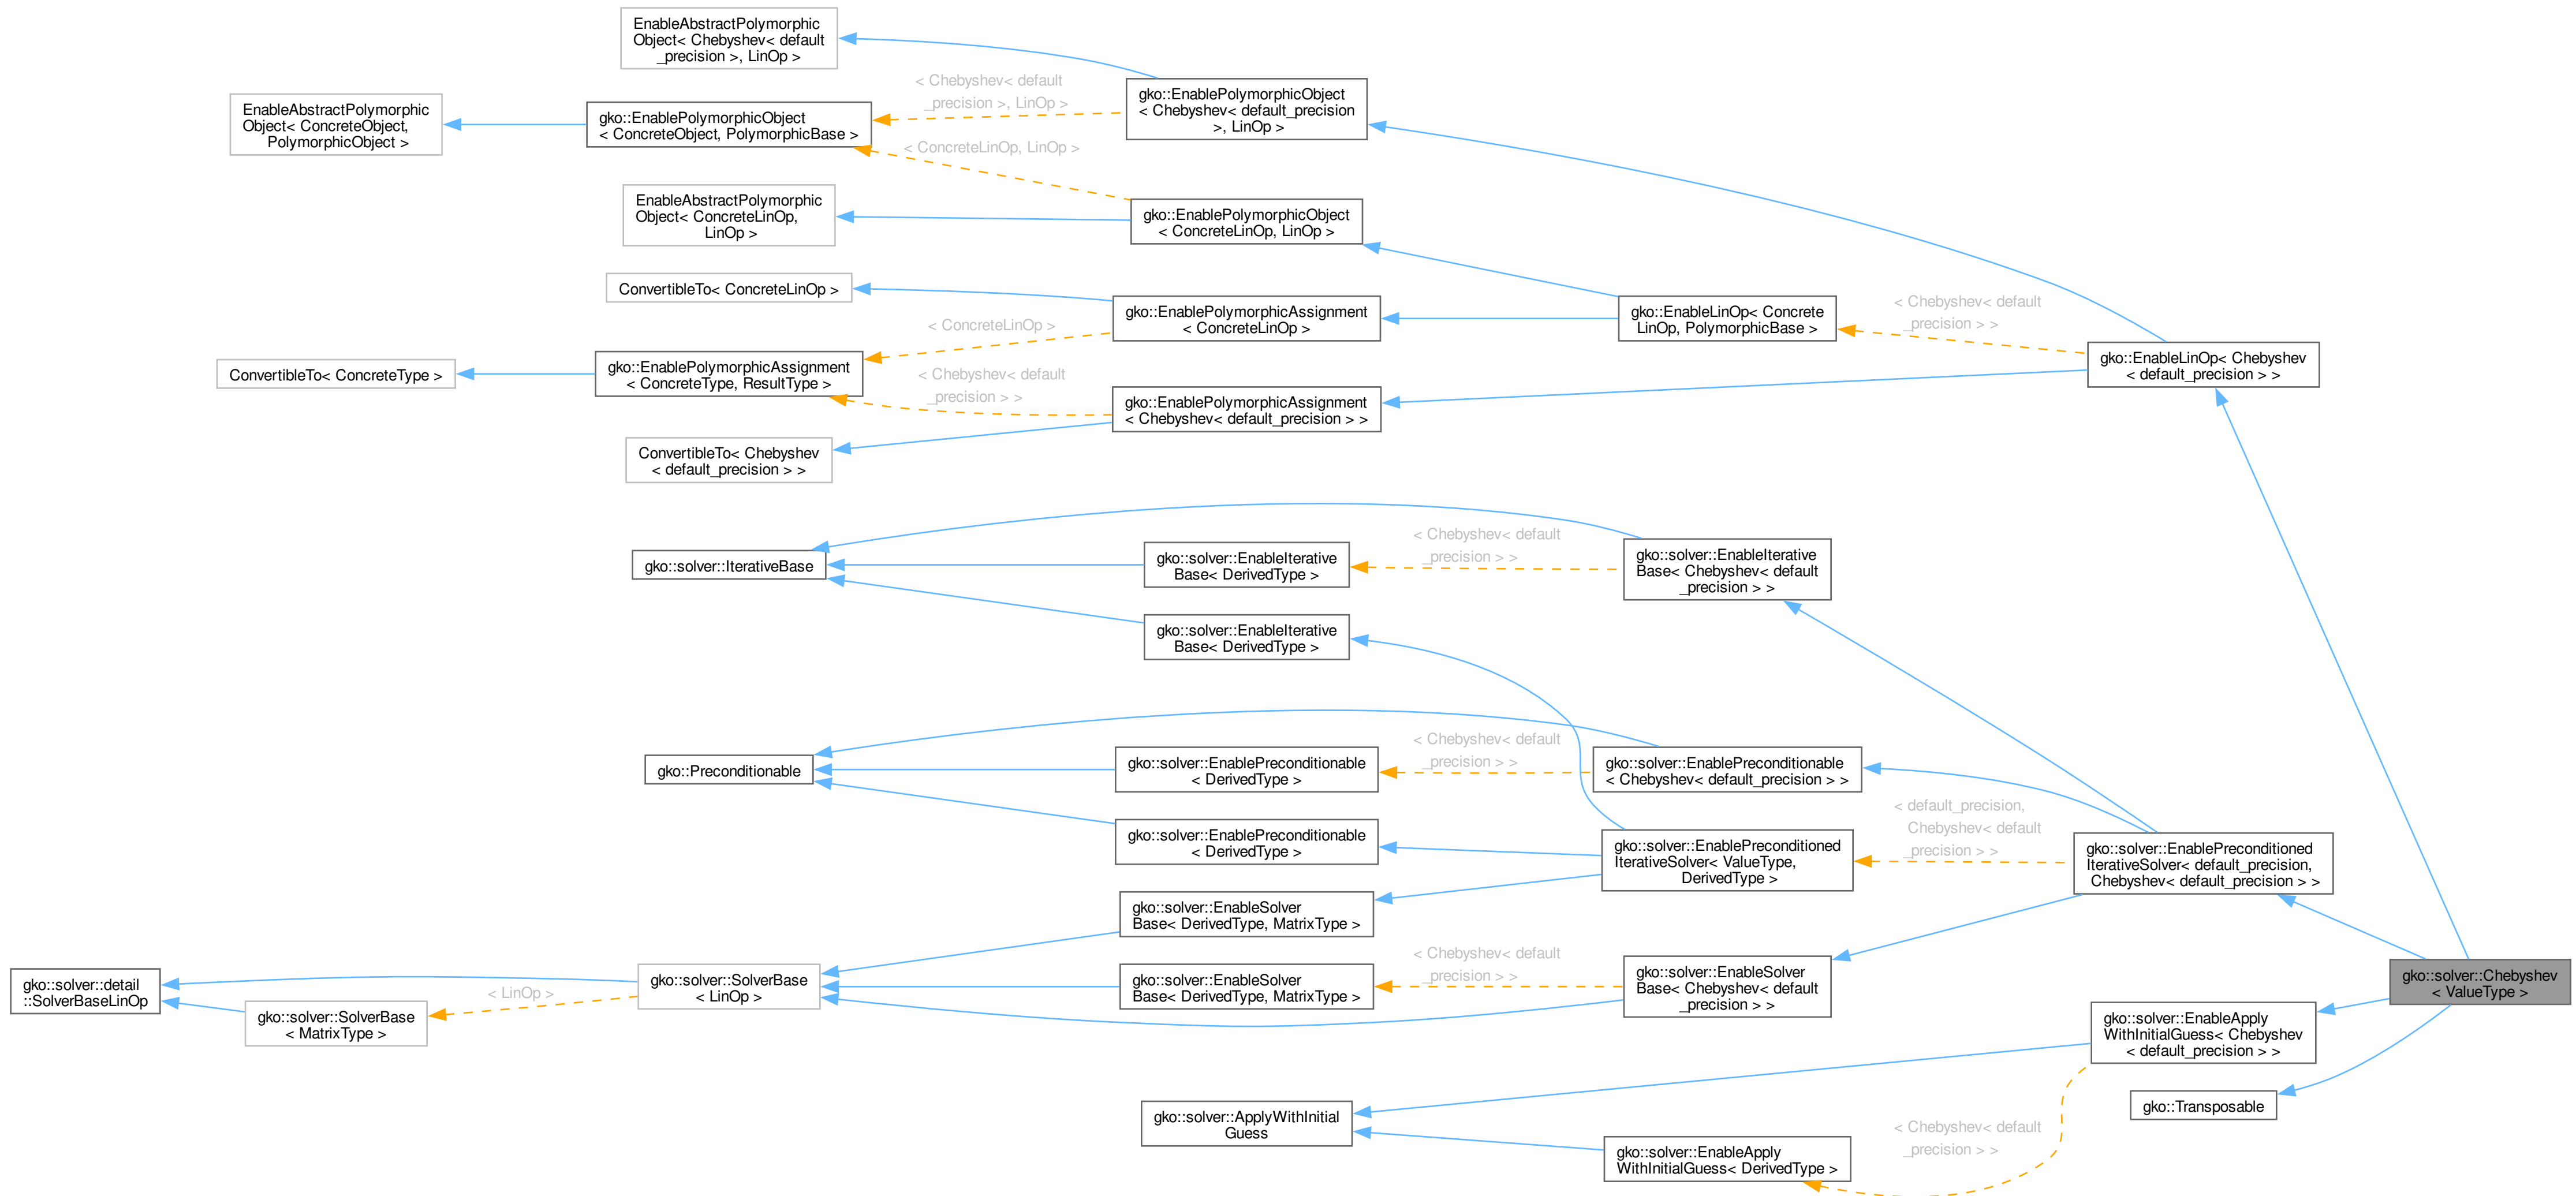 EnableAbstractPolymorphic
Object< Chebyshev< default
_precision >, LinOp >
< Chebyshev< default
_precision >, LinOp >
gko::EnablePolymorphicObject
< Chebyshev< default_precision
>, LinOp >
EnableAbstractPolymorphic
Object< ConcreteObject,
PolymorphicObject >
gko::EnablePolymorphicObject
< ConcreteObject, PolymorphicBase >
< ConcreteLinOp, LinOp >
EnableAbstractPolymorphic
Object< ConcreteLinOp,
LinOp >
gko::EnablePolymorphicObject
< ConcreteLinOp, LinOp >
ConvertibleTo< ConcreteLinOp >
gko::EnablePolymorphicAssignment
< ConcreteLinOp >
gko::EnableLinOp< Concrete
LinOp, PolymorphicBase >
< Chebyshev< default
_precision > >
< ConcreteLinOp >
gko::EnableLinOp< Chebyshev
< default_precision > >
ConvertibleTo< ConcreteType >
gko::EnablePolymorphicAssignment
< ConcreteType, ResultType >
< Chebyshev< default
_precision > >
gko::EnablePolymorphicAssignment
< Chebyshev< default_precision > >
ConvertibleTo< Chebyshev
< default_precision > >
gko::solver::IterativeBase
gko::solver::EnableIterative
Base< DerivedType >
< Chebyshev< default
_precision > >
gko::solver::EnableIterative
Base< Chebyshev< default
_precision > >
gko::solver::EnableIterative
Base< DerivedType >
gko::Preconditionable
gko::solver::EnablePreconditionable
< DerivedType >
< Chebyshev< default
_precision > >
gko::solver::EnablePreconditionable
< Chebyshev< default_precision > >
gko::solver::EnablePreconditionable
< DerivedType >
gko::solver::EnablePreconditioned
IterativeSolver< ValueType,
DerivedType >
< default_precision,
Chebyshev< default
_precision > >
gko::solver::EnablePreconditioned
IterativeSolver< default_precision,
Chebyshev< default_precision > >
gko::solver::EnableSolver
Base< DerivedType, MatrixType >
gko::solver::detail
::SolverBaseLinOp
gko::solver::SolverBase
< MatrixType >
< LinOp >
gko::solver::SolverBase
< LinOp >
gko::solver::EnableSolver
Base< DerivedType, MatrixType >
< Chebyshev< default
_precision > >
gko::solver::EnableSolver
Base< Chebyshev< default
_precision > >
gko::solver::Chebyshev
< ValueType >
gko::solver::EnableApply
WithInitialGuess< Chebyshev
< default_precision > >
gko::Transposable
gko::solver::ApplyWithInitial
Guess
gko::solver::EnableApply
WithInitialGuess< DerivedType >
< Chebyshev< default
_precision > >